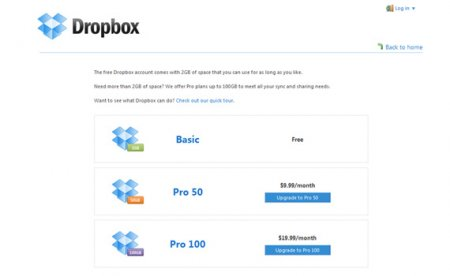 Log in ▼
Dropbox
Back to home
The free Dropbox account comes with 2GB of space that you can use for as long as you like.
Need more than 2GB of space? We offer Pro plans up to 100GB to meet all your sync and sharing needs.
Want to see what Dropbox can do? Check out our quick tour.
Basic
Free
Pro 50
$9.99/month
Upgrade to Pro 50
Pro 100
$19.99/month
Upgrade to Pro 100